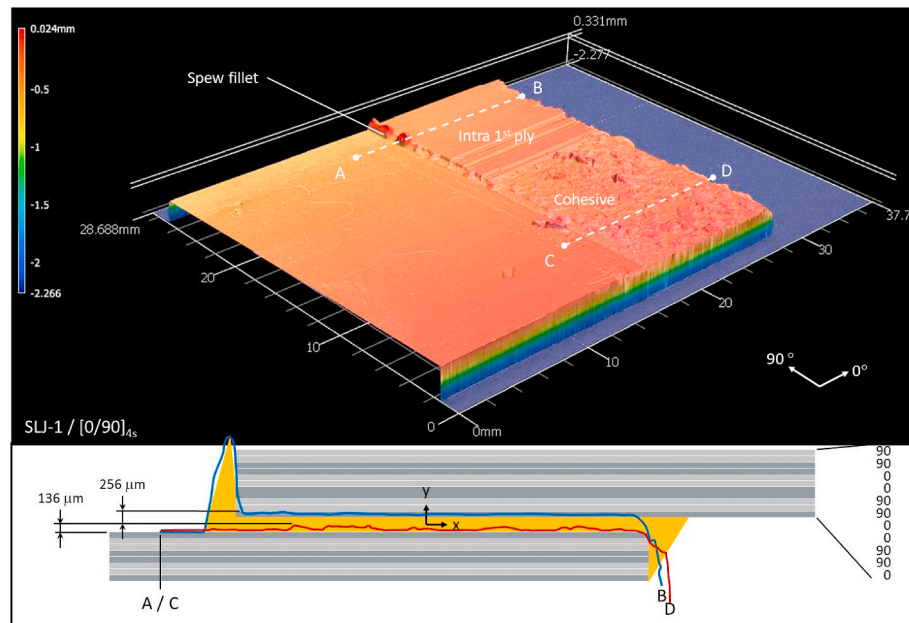 0.024mm
-0.5
-1
-1.5
-2
-2.266
0.331mm
-2.277
Spew fillet
B
Intra 1st ply
A
D
Cohesive
C
28.688mm
20
10
0
0mm
10
20
30
37.7
90 °
0°
SLJ-1 / [0/90]4s
136 μm
256 μm
y
x
90
90
0
0
90
0
0
90
90
0
A / C
B
D